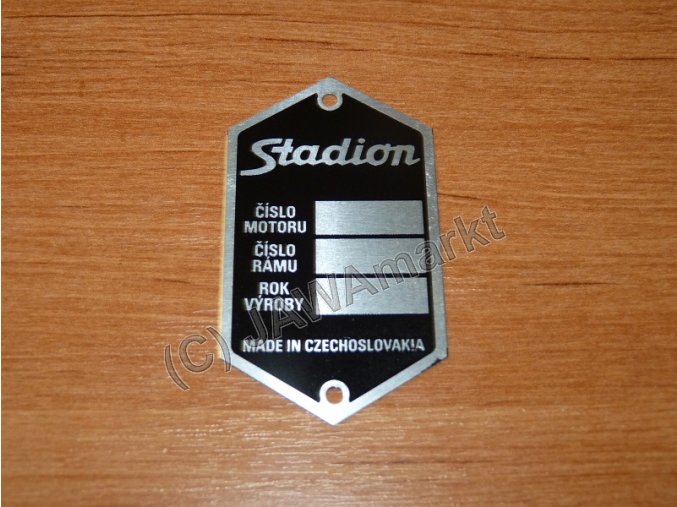 Stadion
ČÍSLO
MOTORU
ČÍSLO
RÁMU
ROK
VÝROBY
MADE IN CZECHOSLOVAKIA
(C) JAWAmarkt